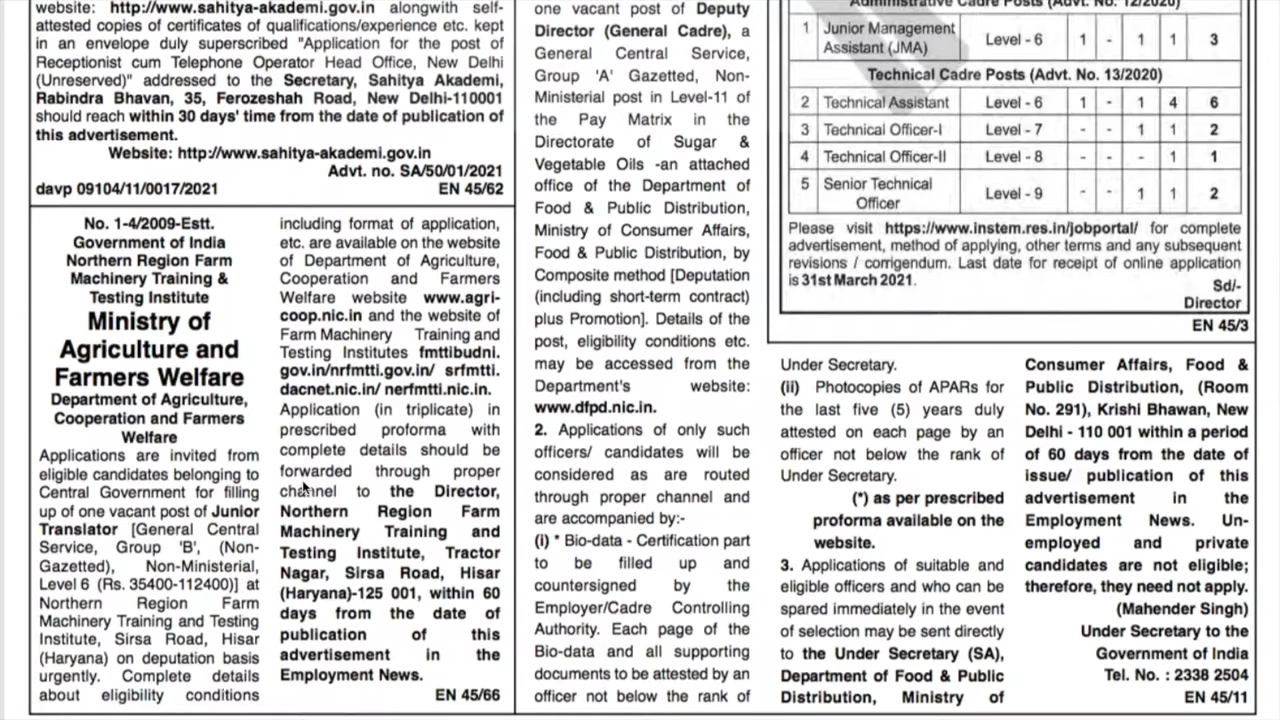 website: http://www.sahitya-akademi.gov.in alongwith self-
attested copies of certificates of qualifications/experience etc. kept
in an envelope duly superscribed "Application for the post of
Receptionist cum Telephone Operator Head Office, New Delhi
(Unreserved)" addressed to the Secretary, Sahitya Akademi,
Rabindra Bhavan, 35, Ferozeshah Road, New Delhi-110001
should reach within 30 days' time from the date of publication of
this advertisement.
Website: http://www.sahitya-akademi.gov.in
Advt. no. SA/50/01/2021
davp 09104/11/0017/2021 EN 45/62
No. 1-4/2009-Estt.
Government of India
Northern Region Farm
Machinery Training &
Testing Institute
Ministry of
Agriculture and
Farmers Welfare
Department of Agriculture,
Cooperation and Farmers
Welfare
Applications are invited from
eligible candidates belonging to
Central Government for filling
up of one vacant post of Junior
Translator [General Central
Service, Group 'B', (Non-
Gazetted), Non-Ministerial,
Level 6 (Rs. 35400-112400)] at
Northern Region Farm
Machinery Training and Testing
Institute, Sirsa Road, Hisar
(Haryana) on deputation basis
urgently. Complete details
about eligibility conditions
including format of application,
etc. are available on the website
of Department of Agriculture,
Cooperation and Farmers
Welfare website www.agri-
coop.nic.in and the website of
Farm Machinery Training and
Testing Institutes fmttibudni.
gov.in/nrfmtti.gov.in/ srfmtti.
dacnet.nic.in/ nerfmtti.nic.in.
Application (in triplicate) in
prescribed proforma with
complete details should be
forwarded through proper
channel to the Director,
Northern Region Farm
Machinery Training and
Testing Institute, Tractor
Nagar, Sirsa Road, Hisar
(Haryana)-125 001, within 60
days from the date of
publication of this
advertisement in the
Employment News.
EN 45/66
one vacant post of Deputy
Director (General Cadre), a
General Central Service,
Group 'A' Gazetted, Non-
Ministerial post in Level-11 of
the Pay Matrix in the
Directorate of Sugar &
Vegetable Oils -an attached
office of the Department of
Food & Public Distribution,
Ministry of Consumer Affairs,
Food & Public Distribution, by
Composite method [Deputation
(including short-term contract)
plus Promotion]. Details of the
post, eligibility conditions etc.
may be accessed from the
Department's website:
www.dfpd.nic.in.
2. Applications of only such
officers/ candidates will be
considered as are routed
through proper channel and
are accompanied by:-
(i) * Bio-data - Certification part
to be filled up and
countersigned by the
Employer/Cadre Controlling
Authority. Each page of the
Bio-data and all supporting
documents to be attested by an
officer not below the rank of
Administrative Cadre Posts (Advt. No. 12/2020)
1 Junior Management Assistant (JMA) Level - 6 1 - 1 1 3
Technical Cadre Posts (Advt. No. 13/2020)
2 Technical Assistant Level - 6 1 - 1 4 6
3 Technical Officer-I Level - 7 - - 1 1 2
4 Technical Officer-II Level - 8 - - 1 1
5 Senior Technical Officer Level - 9 - - 1 1 2
Please visit https://www.instem.res.in/jobportal/ for complete
advertisement, method of applying, other terms and any subsequent
revisions / corrigendum. Last date for receipt of online application
is 31st March 2021.
Sd/-
Director
EN 45/3
Under Secretary.
(ii) Photocopies of APARs for
the last five (5) years duly
attested on each page by an
officer not below the rank of
Under Secretary.
(*) as per prescribed
proforma available on the
website.
3. Applications of suitable and
eligible officers and who can be
spared immediately in the event
of selection may be sent directly
to the Under Secretary (SA),
Department of Food & Public
Distribution, Ministry of
Consumer Affairs, Food &
Public Distribution, (Room
No. 291), Krishi Bhawan, New
Delhi - 110 001 within a period
of 60 days from the date of
issue/ publication of this
advertisement in the
Employment News. Un-
employed and private
candidates are not eligible;
therefore, they need not apply.
(Mahender Singh)
Under Secretary to the
Government of India
Tel. No. : 2338 2504
EN 45/11